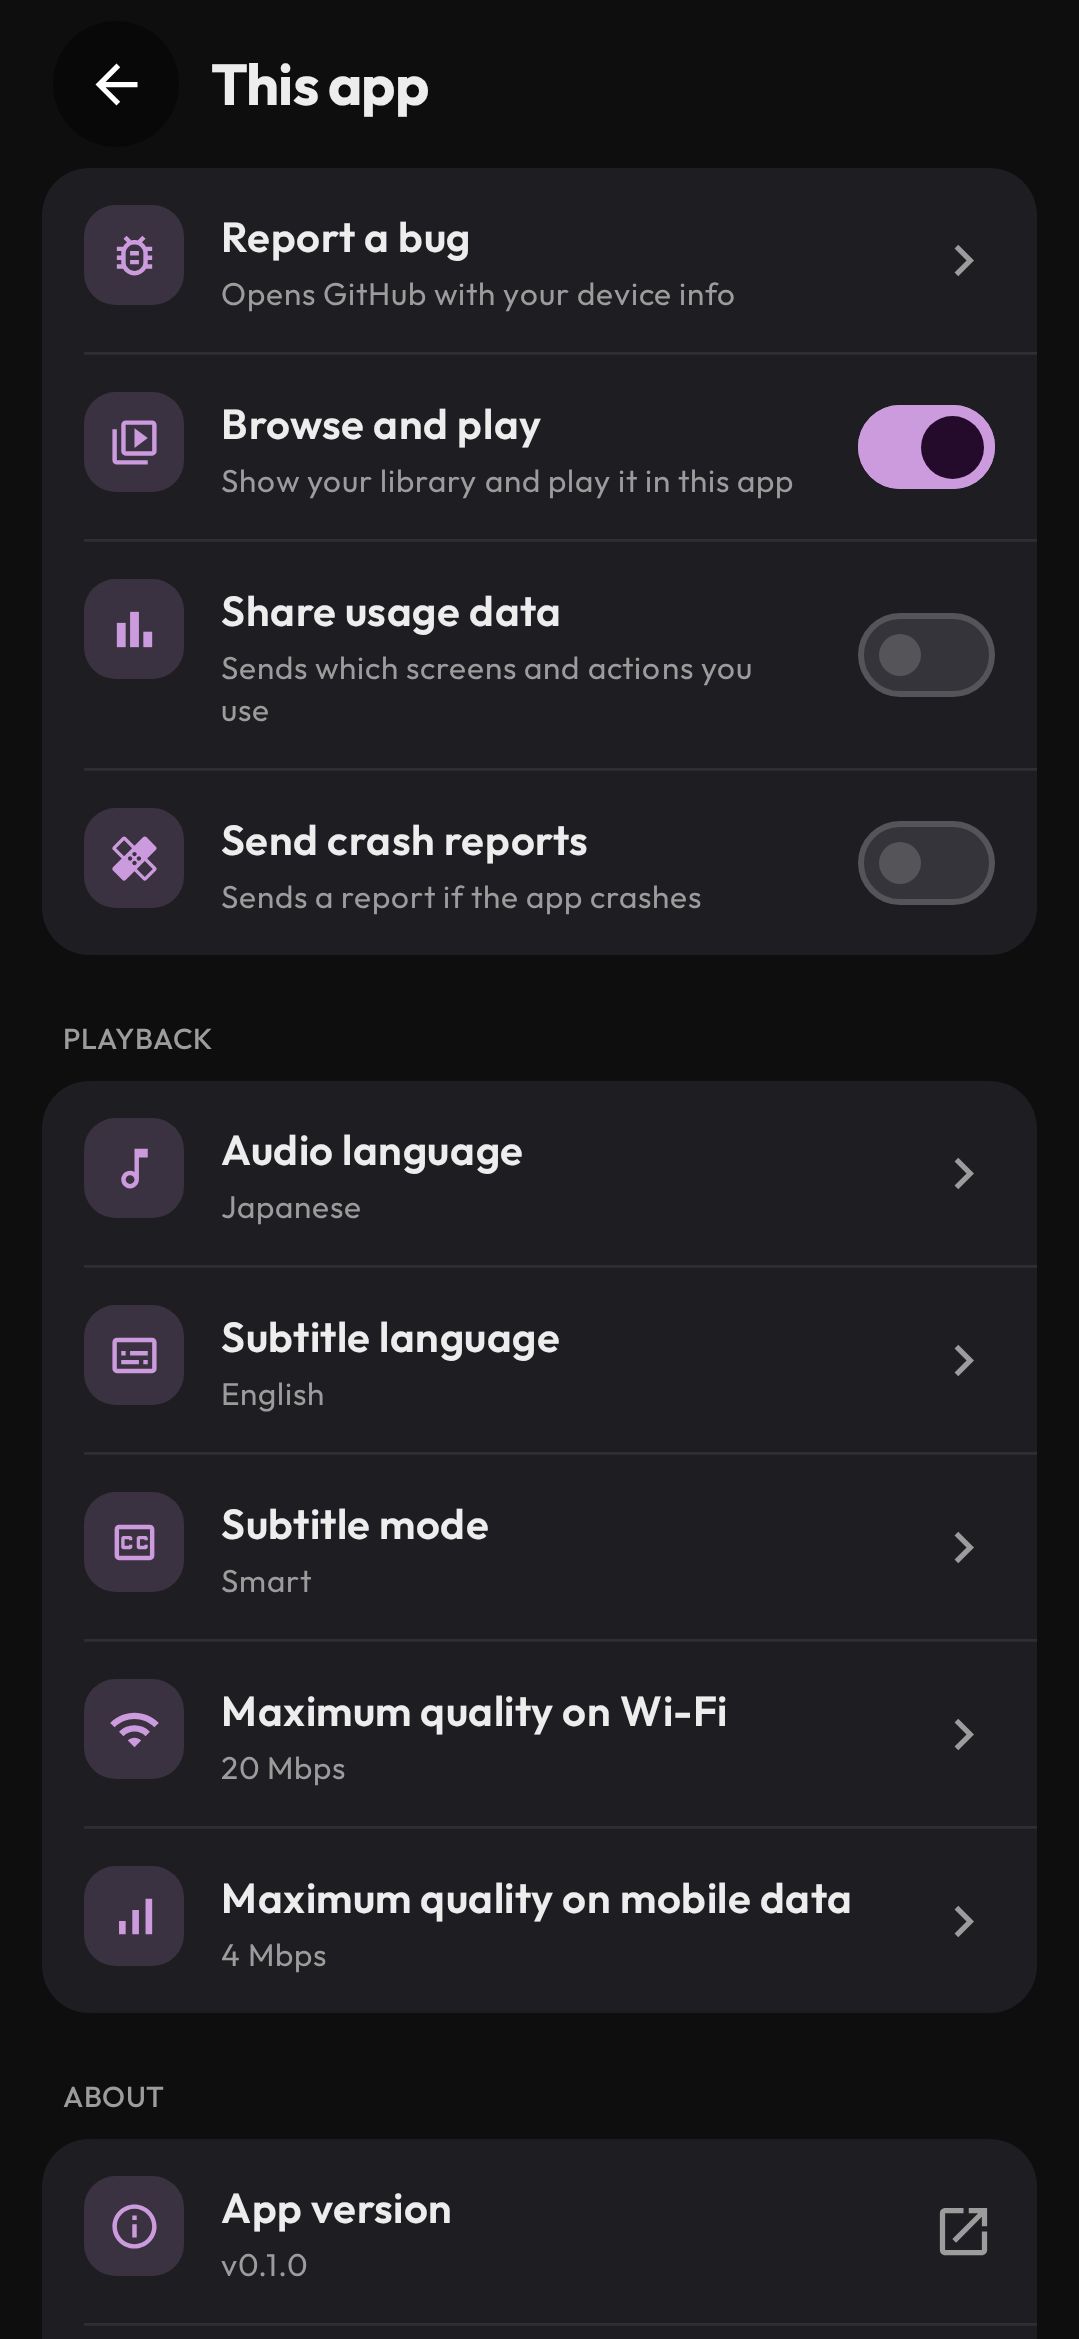 This app
Report a bug
Opens GitHub with your device info
Browse and play
Show your library and play it in this app
Share usage data
Sends which screens and actions you
use
Send crash reports
Sends a report if the app crashes
PLAYBACK
Audio language
Japanese
Subtitle language
English
CC
Subtitle mode
Smart
Maximum quality on Wi-Fi
20 Mbps
Maximum quality on mobile data
4 Mbps
ABOUT
App version
v0.1.0